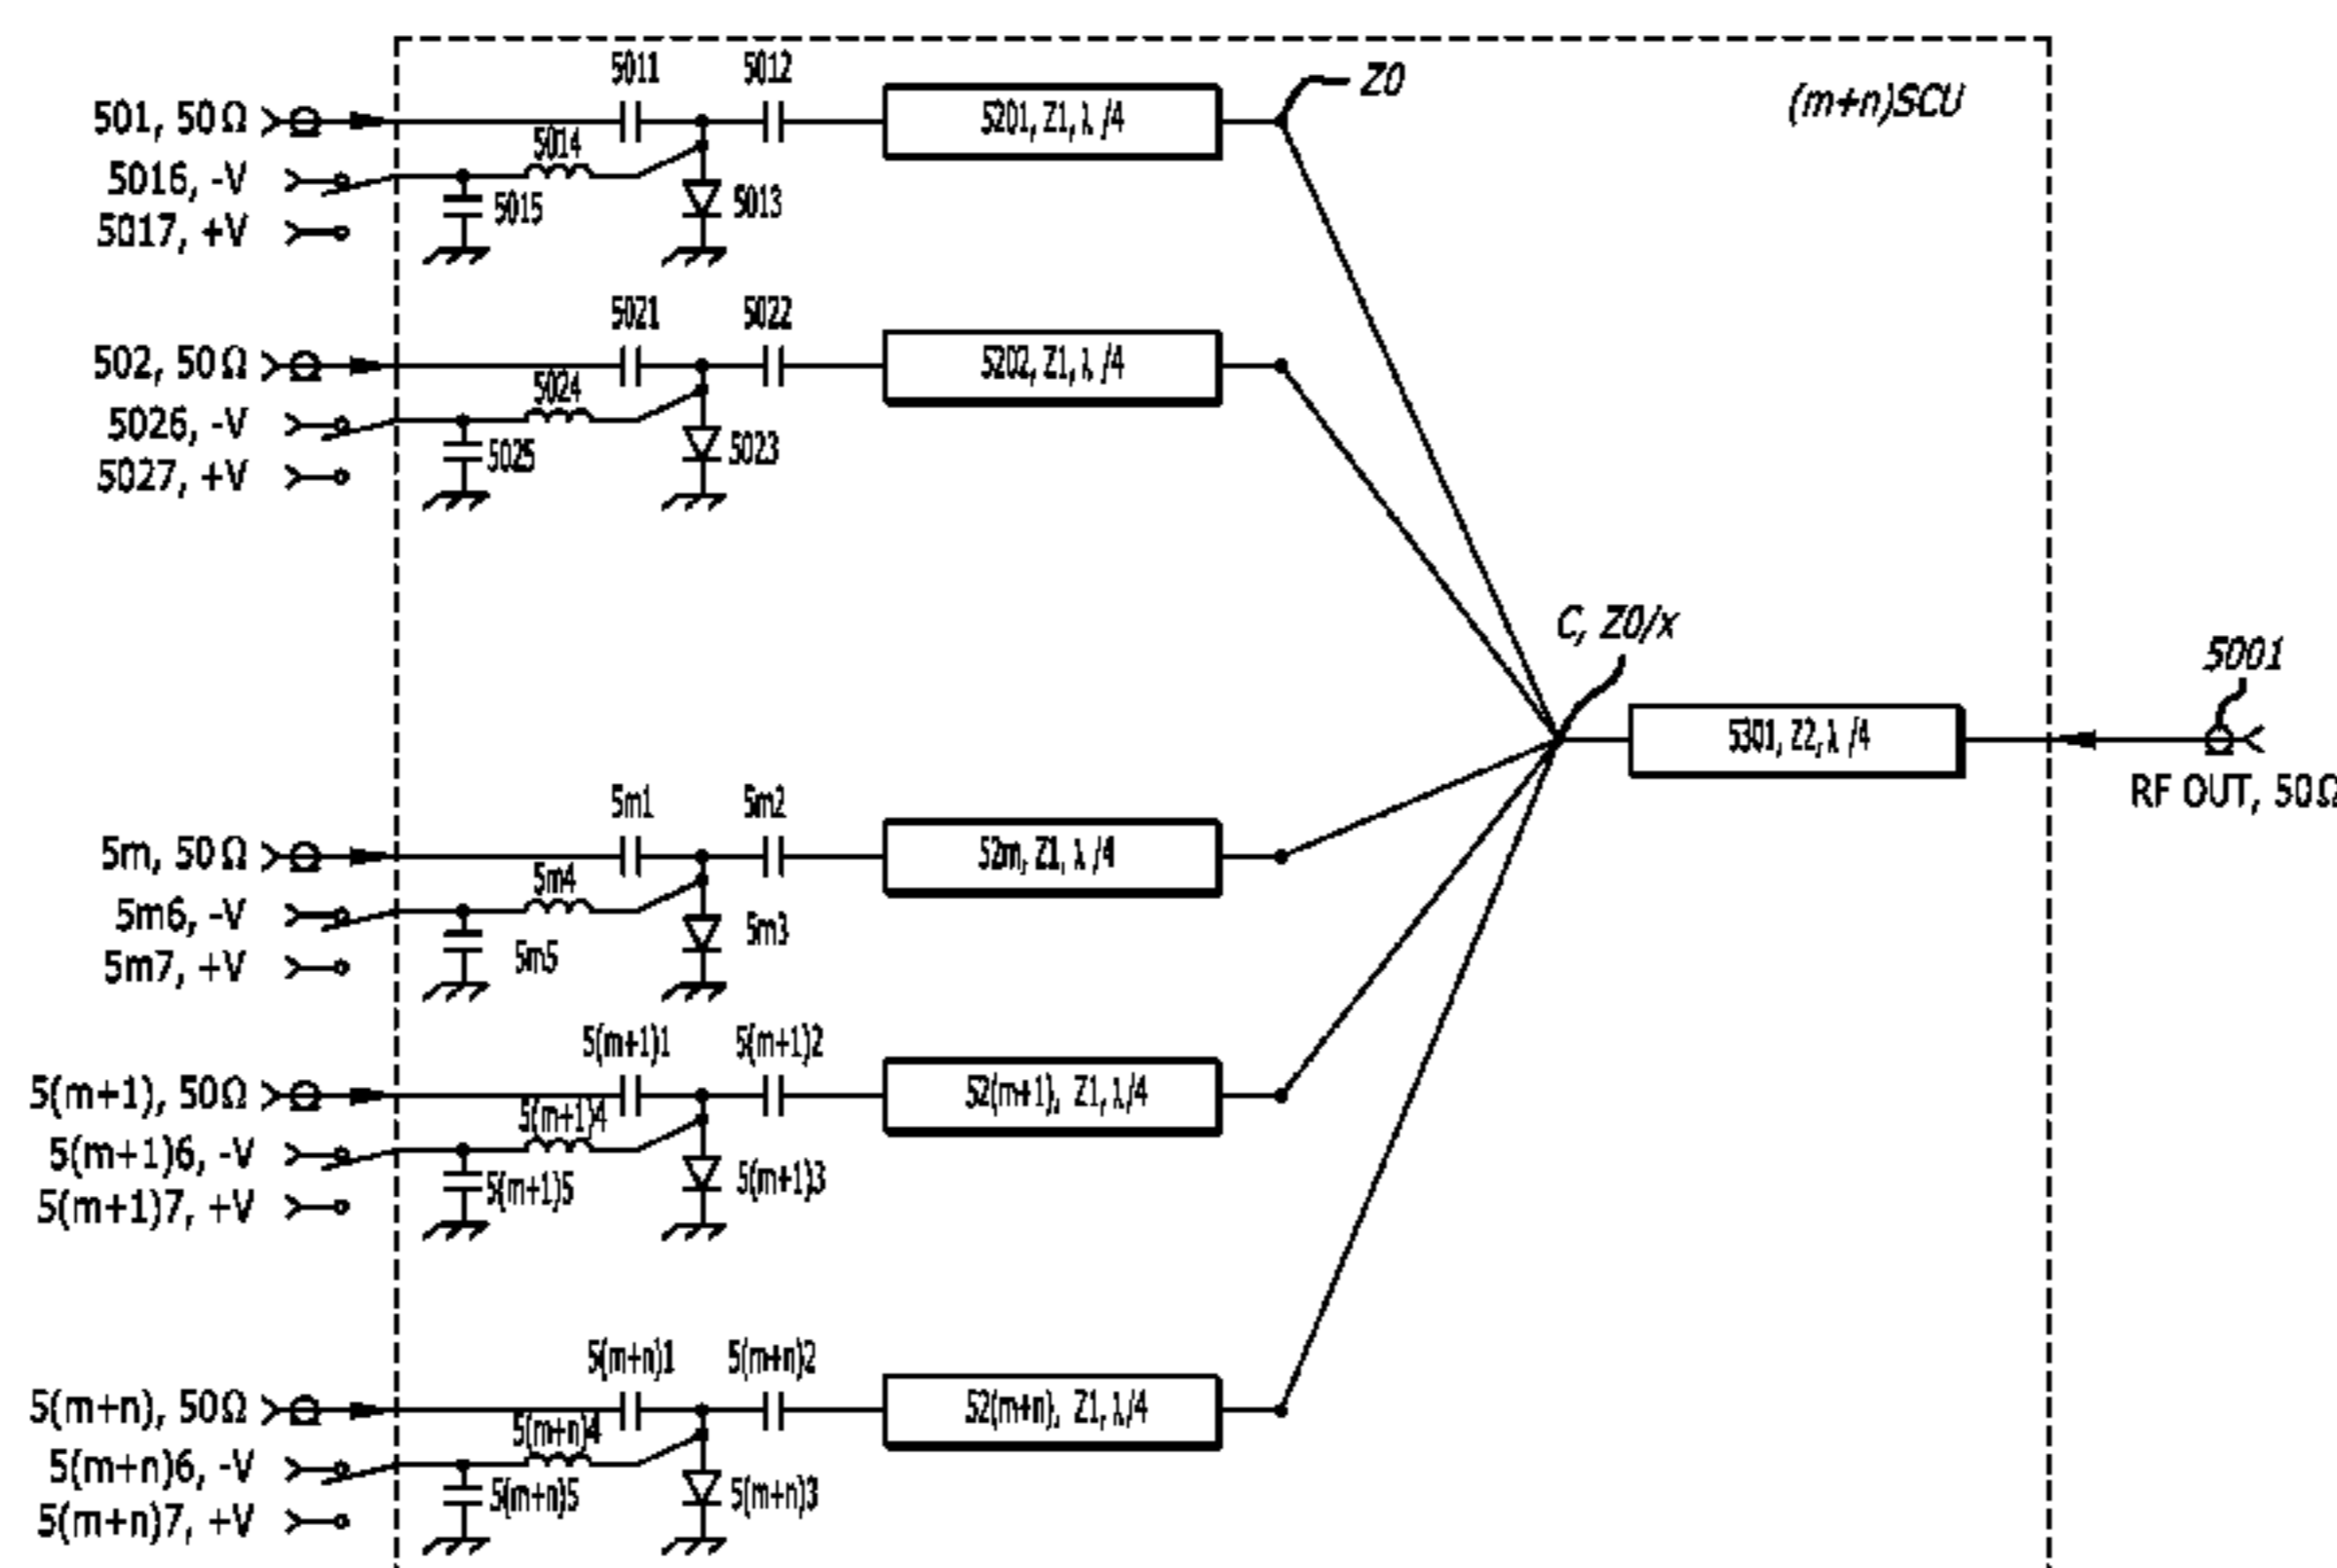 (m+n)SCU
5011
5012
501, 50Ω
5201, Z1, λ /4
Z0
5014
5016, -V
5015
5013
5017, +V
5021
5022
502, 50Ω
5202, Z1, λ /4
5024
5026, -V
5025
5023
5027, +V
C, Z0/x
5001
5301, Z2, λ /4
RF OUT, 50Ω
5m1
5m2
5m, 50Ω
52m, Z1, λ /4
5m4
5m6, -V
5m5
5m3
5m7, +V
5(m+1)1
5(m+1)2
5(m+1), 50Ω
52(m+1), Z1, λ/4
5(m+1)4
5(m+1)6, -V
5(m+1)5
5(m+1)3
5(m+1)7, +V
5(m+n)1
5(m+n)2
5(m+n), 50Ω
52(m+n), Z1, λ/4
5(m+n)4
5(m+n)6, -V
5(m+n)5
5(m+n)3
5(m+n)7, +V